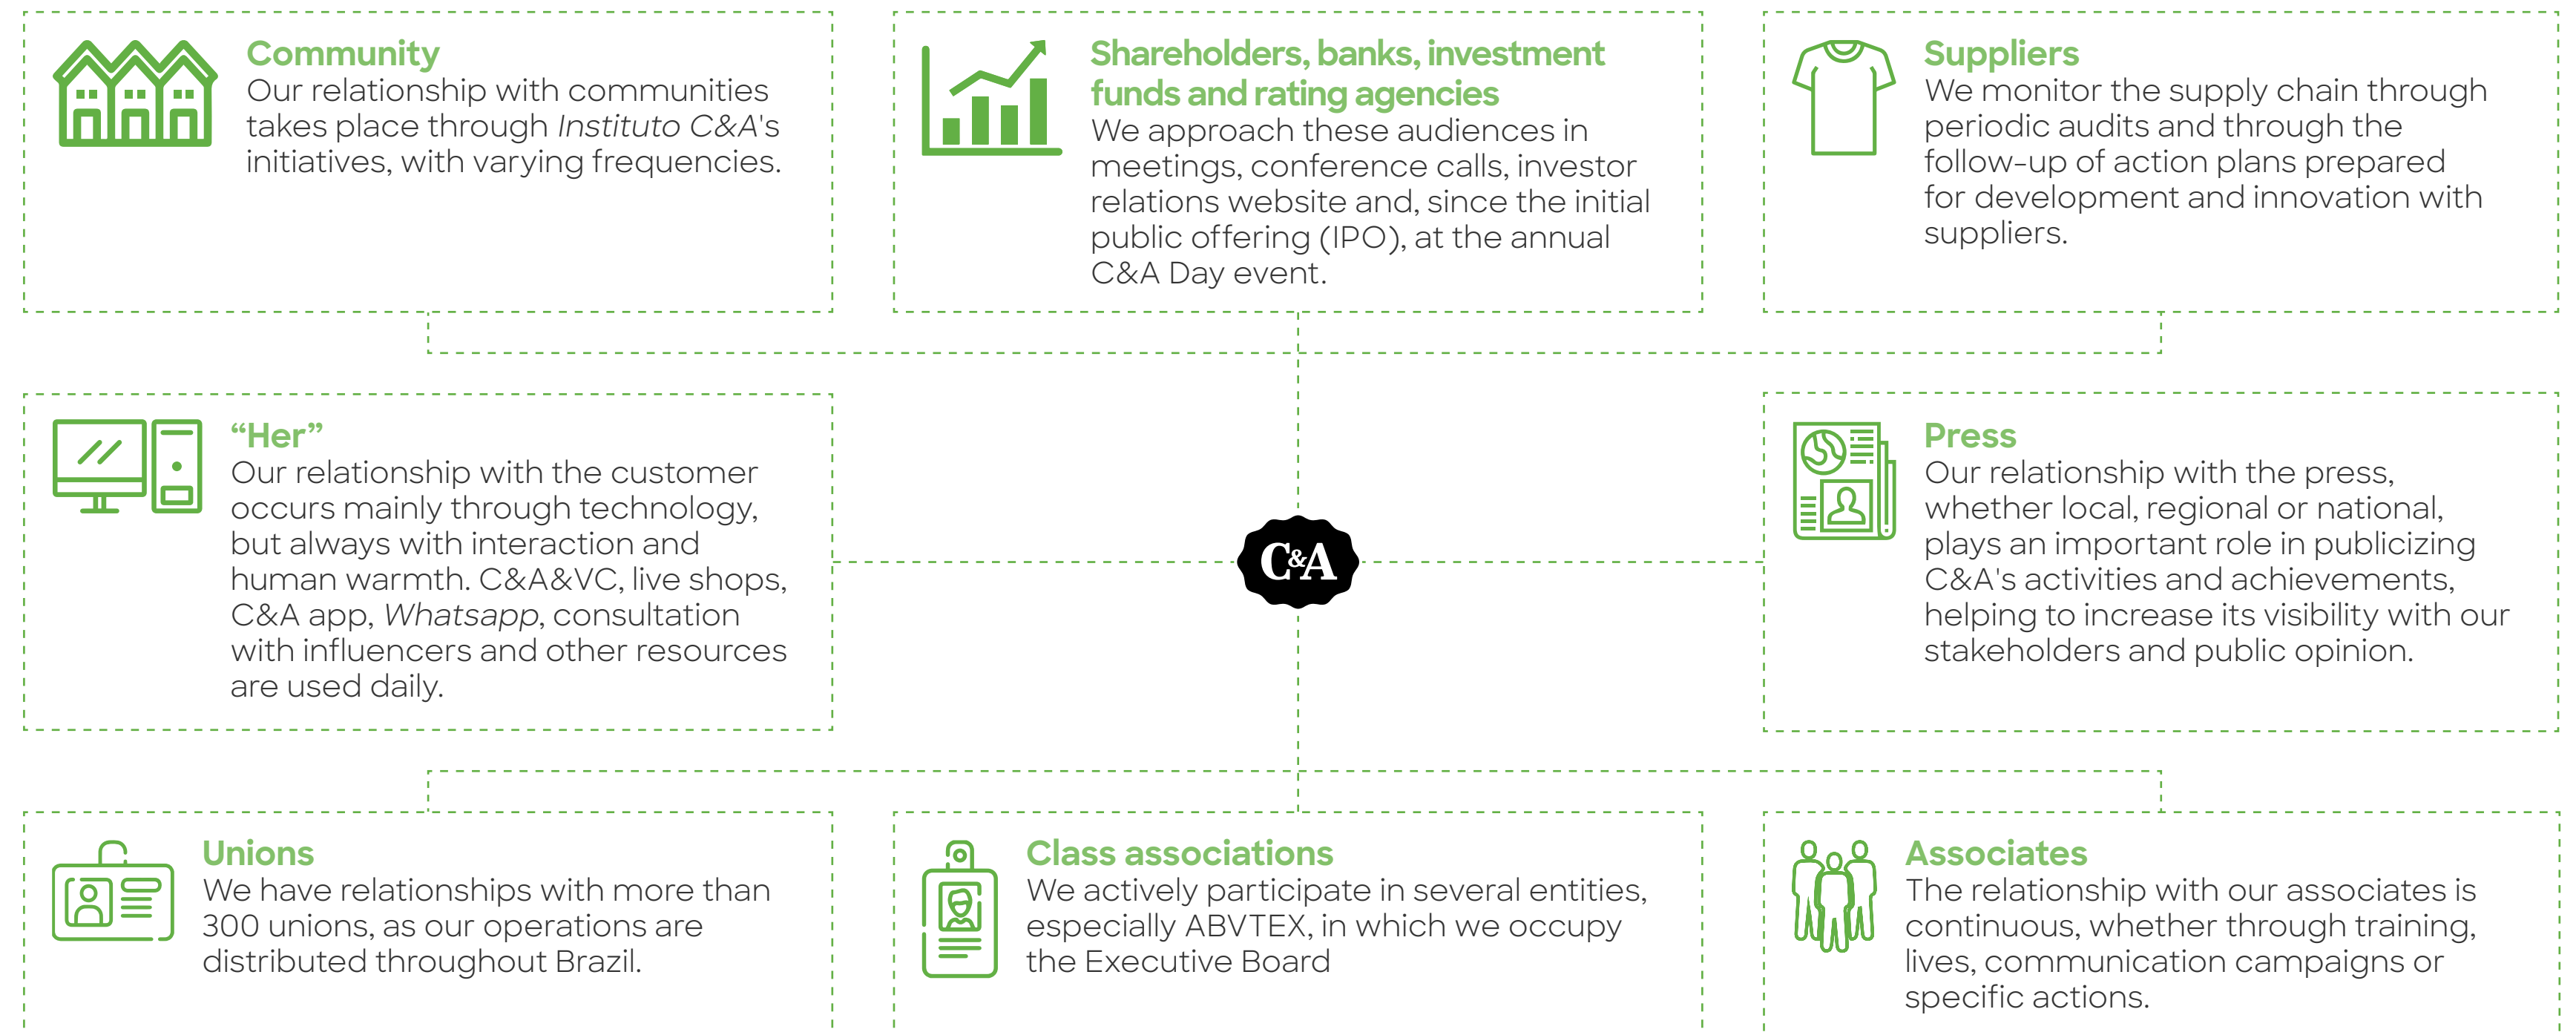 Community
Our relationship with communities
takes place through Instituto C&A's
initiatives, with varying frequencies.
Shareholders, banks, investment
funds and rating agencies
We approach these audiences in
meetings, conference calls, investor
relations website and, since the initial
public offering (IPO), at the annual
C&A Day event.
Suppliers
We monitor the supply chain through
periodic audits and through the
follow-up of action plans prepared
for development and innovation with
suppliers.
“Her”
Our relationship with the customer
occurs mainly through technology,
but always with interaction and
human warmth. C&A&VC, live shops,
C&A app, Whatsapp, consultation
with influencers and other resources
are used daily.
C&A
Press
Our relationship with the press,
whether local, regional or national,
plays an important role in publicizing
C&A's activities and achievements,
helping to increase its visibility with our
stakeholders and public opinion.
Unions
We have relationships with more than
300 unions, as our operations are
distributed throughout Brazil.
Class associations
We actively participate in several entities,
especially ABVTEX, in which we occupy
the Executive Board
Associates
The relationship with our associates is
continuous, whether through training,
lives, communication campaigns or
specific actions.